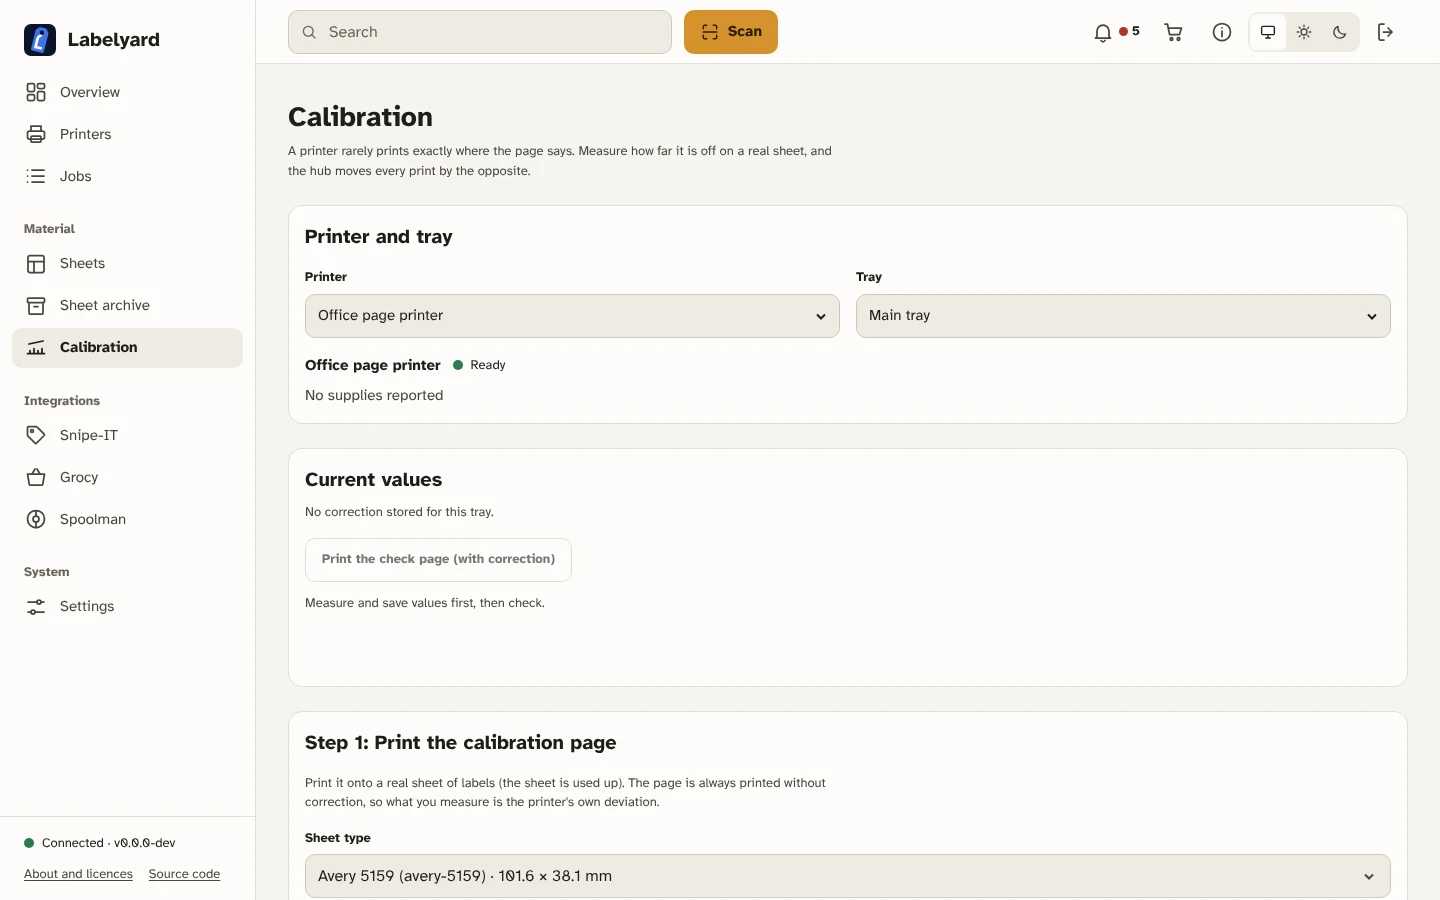 Labelyard
Search
Scan
5
Overview
Printers
Jobs
Material
Sheets
Sheet archive
Calibration
Integrations
Snipe-IT
Grocy
Spoolman
System
Settings
Connected · v0.0.0-dev
About and licences
Source code
Calibration
A printer rarely prints exactly where the page says. Measure how far it is off on a real sheet, and
the hub moves every print by the opposite.
Printer and tray
Printer
Tray
Office page printer
Main tray
Office page printer
Ready
No supplies reported
Current values
No correction stored for this tray.
Print the check page (with correction)
Measure and save values first, then check.
Step 1: Print the calibration page
Print it onto a real sheet of labels (the sheet is used up). The page is always printed without
correction, so what you measure is the printer's own deviation.
Sheet type
Avery 5159 (avery-5159) · 101.6 × 38.1 mm